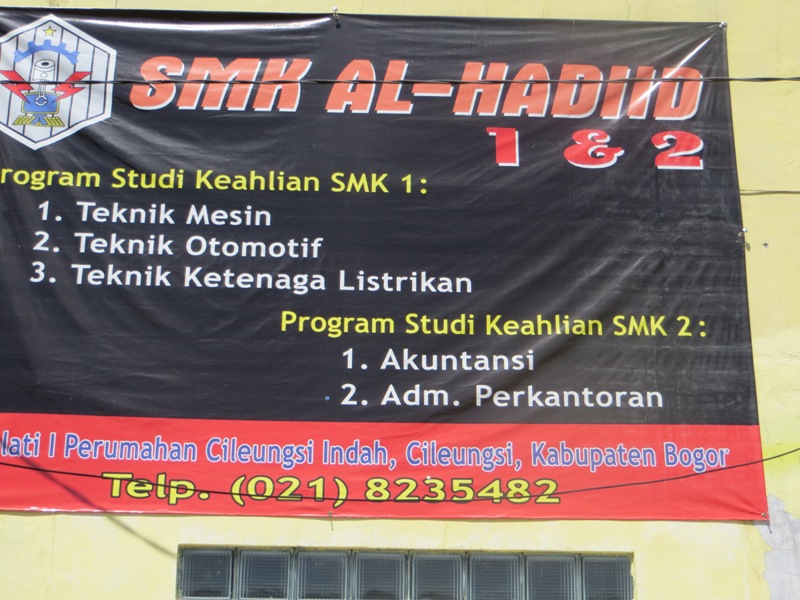 SMK AL-HADIID
1 & 2
rogram Studi Keahlian SMK 1:
1. Teknik Mesin
2. Teknik Otomotif
3. Teknik Ketenaga Listrikan
Program Studi Keahlian SMK 2:
1. Akuntansi
2. Adm. Perkantoran
lati I Perumahan Cileungsi Indah, Cileungsi, Kabupaten Bogor
Telp. (021) 8235482